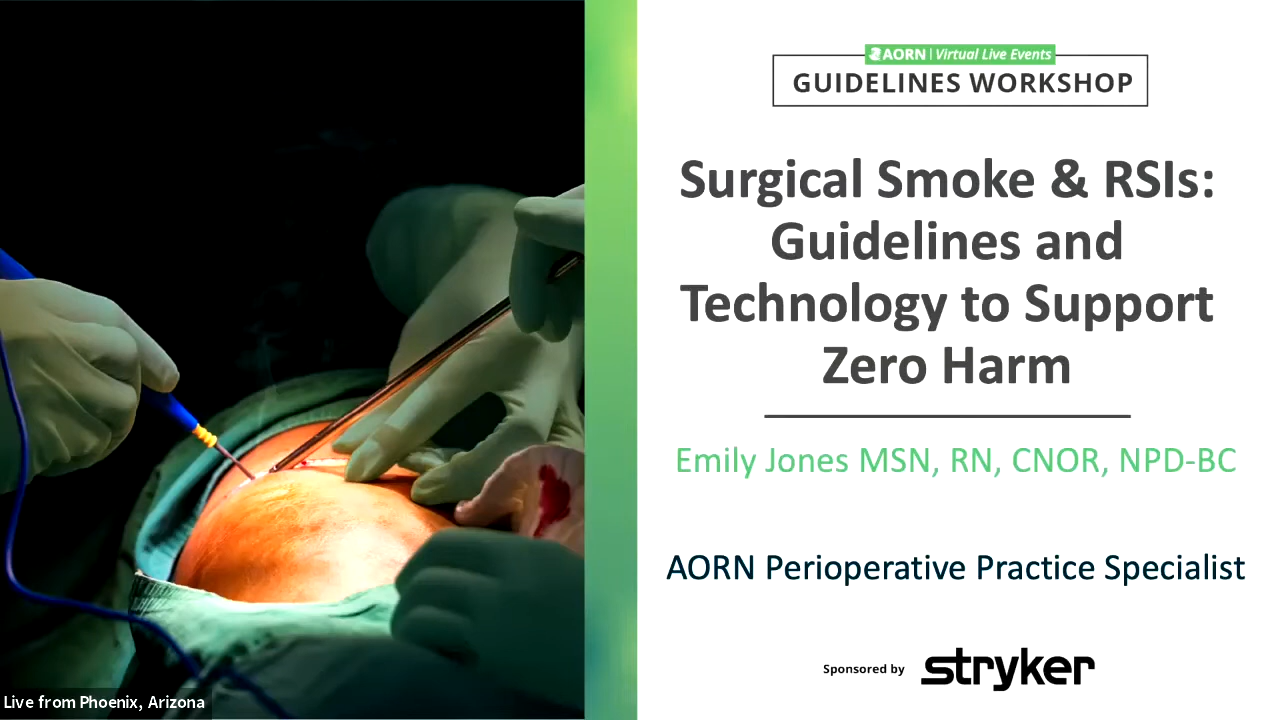 AORN | Virtual Live Events
GUIDELINES WORKSHOP
Surgical Smoke & RSIs:
Guidelines and
Technology to Support
Zero Harm
Emily Jones MSN, RN, CNOR, NPD-BC
AORN Perioperative Practice Specialist
Sponsored by stryker
Live from Phoenix, Arizona